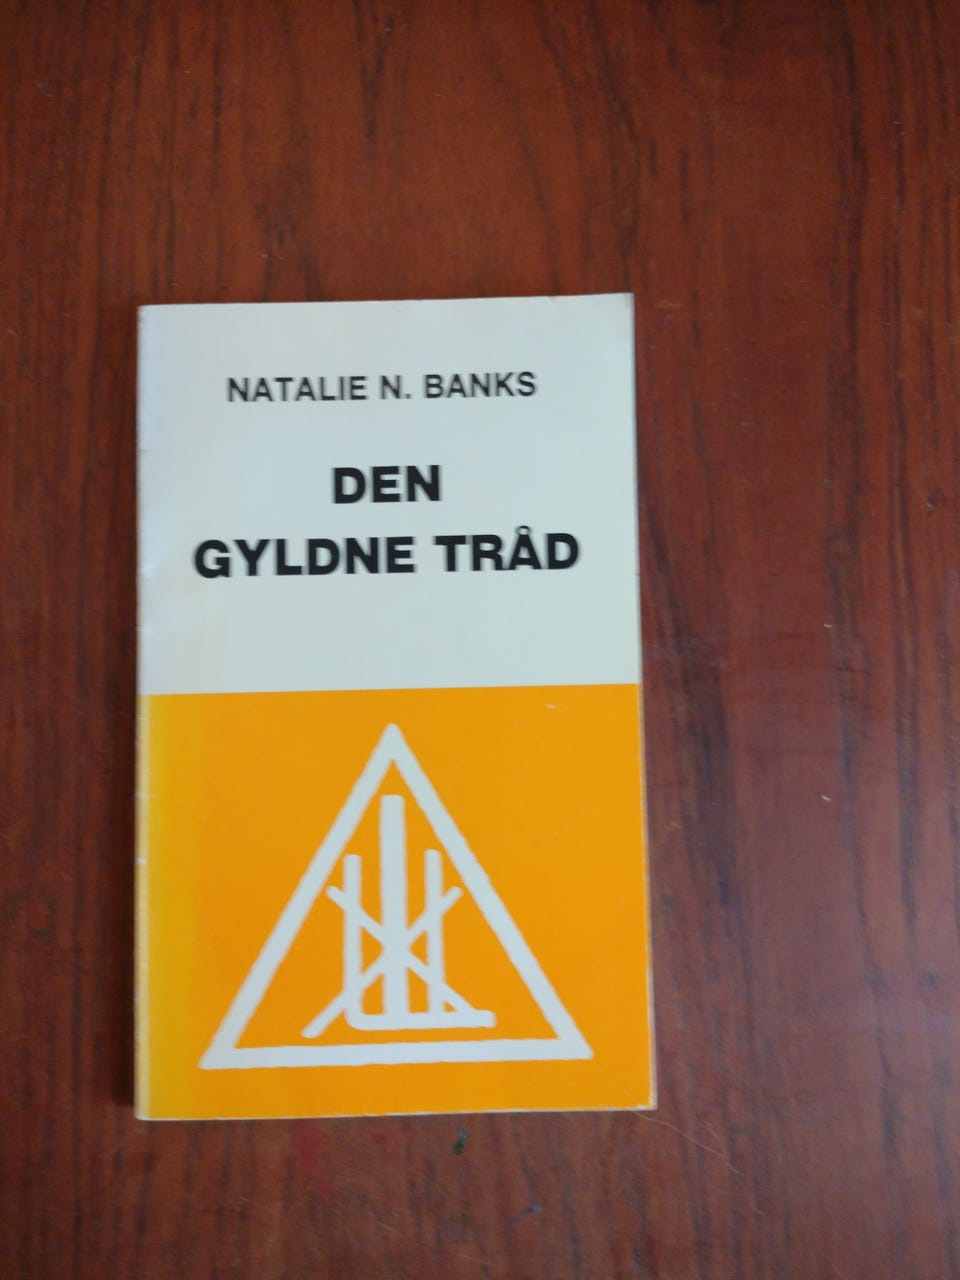 NATALIE N. BANKS
DEN
GYLDNE TRÅD